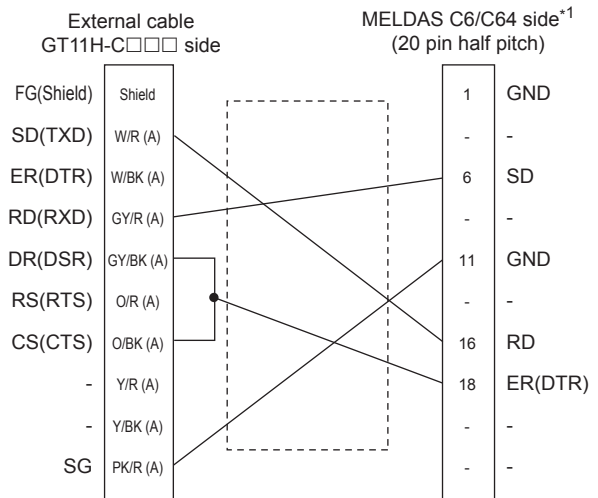 External cable
GT11H-C□□□ side
MELDAS C6/C64 side*1
(20 pin half pitch)
FG(Shield) Shield 1 GND
SD(TXD) W/R (A) - -
ER(DTR) W/BK (A) 6 SD
RD(RXD) GY/R (A) - -
DR(DSR) GY/BK (A) 11 GND
RS(RTS) O/R (A) - -
CS(CTS) O/BK (A) 16 RD
- Y/R (A) 18 ER(DTR)
- Y/BK (A) - -
SG PK/R (A) - -